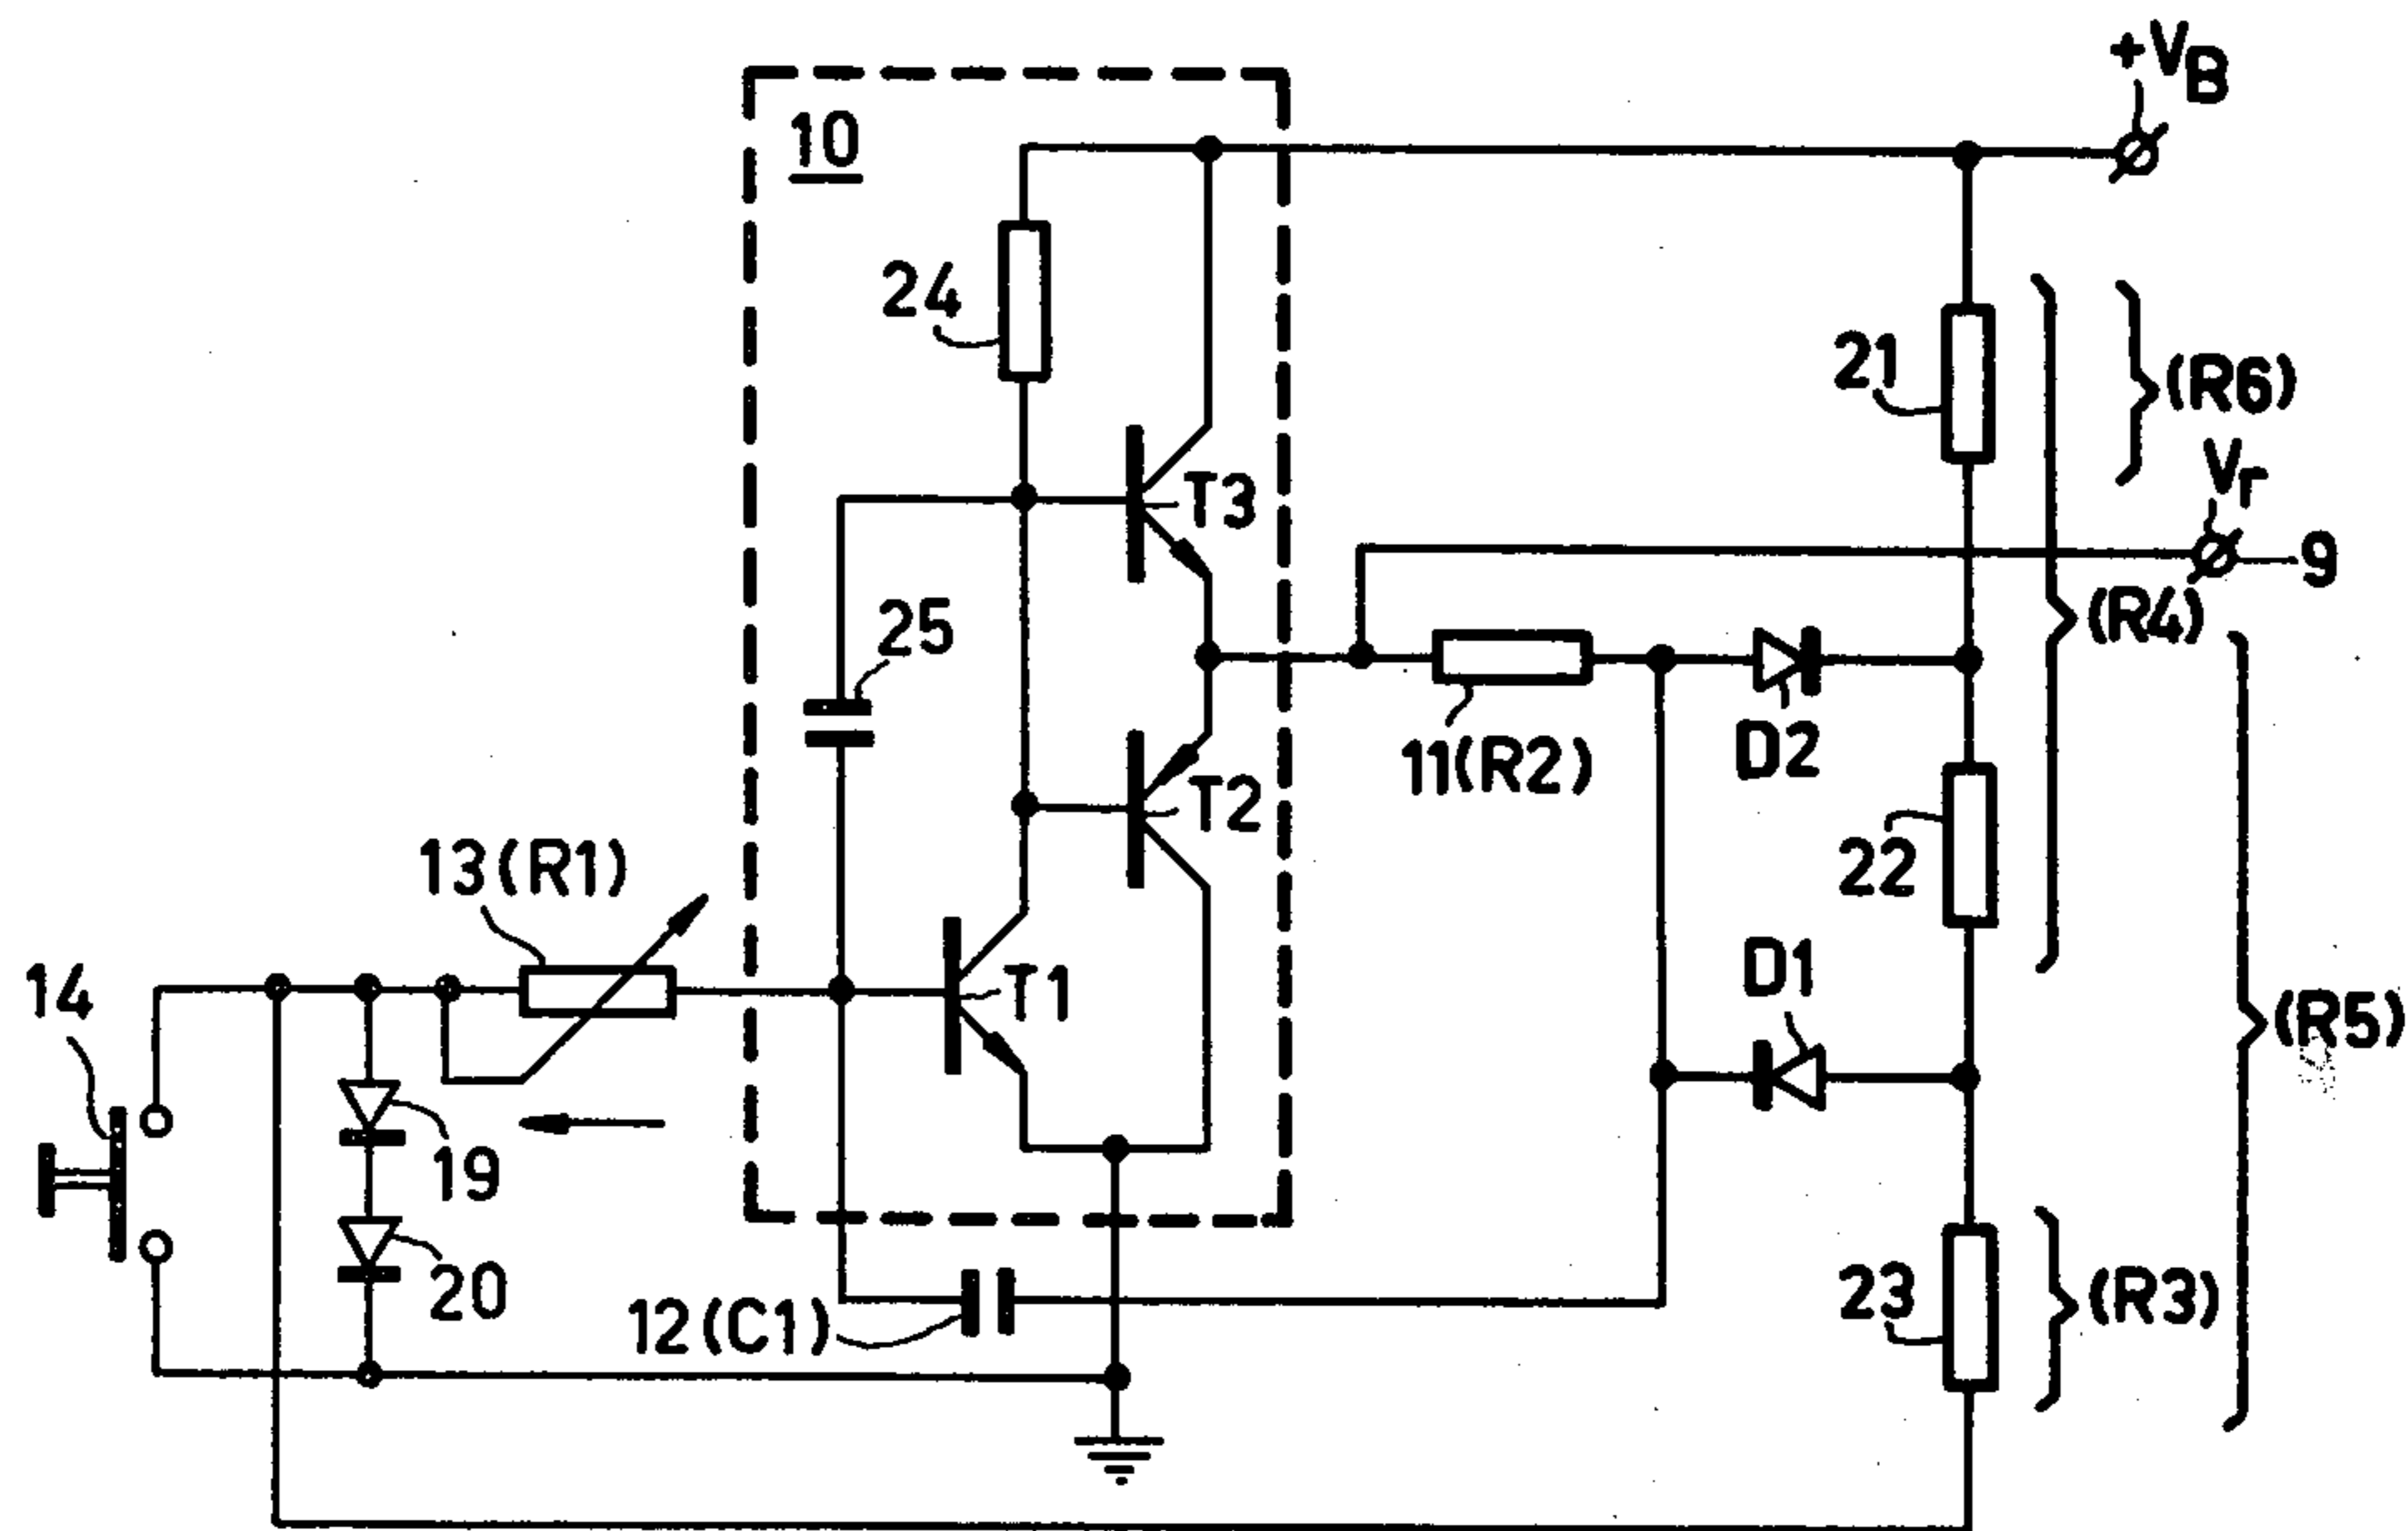 +VB
10
24
21
(R6)
T3
Vr
9
25
(R4)
11(R2)
D2
T2
13(R1)
22
14
T1
D1
(R5)
19
20
12(C1)
23
(R3)